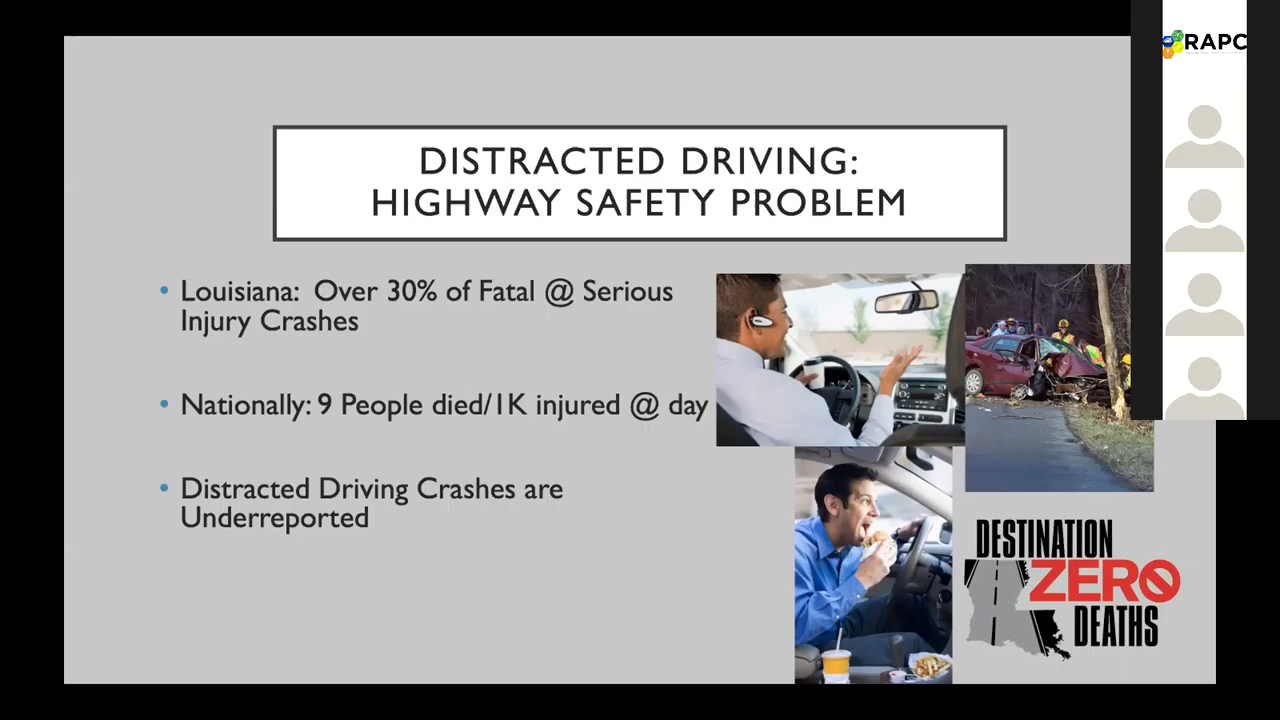 RAPC
DISTRACTED DRIVING:
HIGHWAY SAFETY PROBLEM
• Louisiana: Over 30% of Fatal @ Serious
Injury Crashes
• Nationally: 9 People died/1K injured @ day
• Distracted Driving Crashes are
Underreported
DESTINATION
ZERO
DEATHS